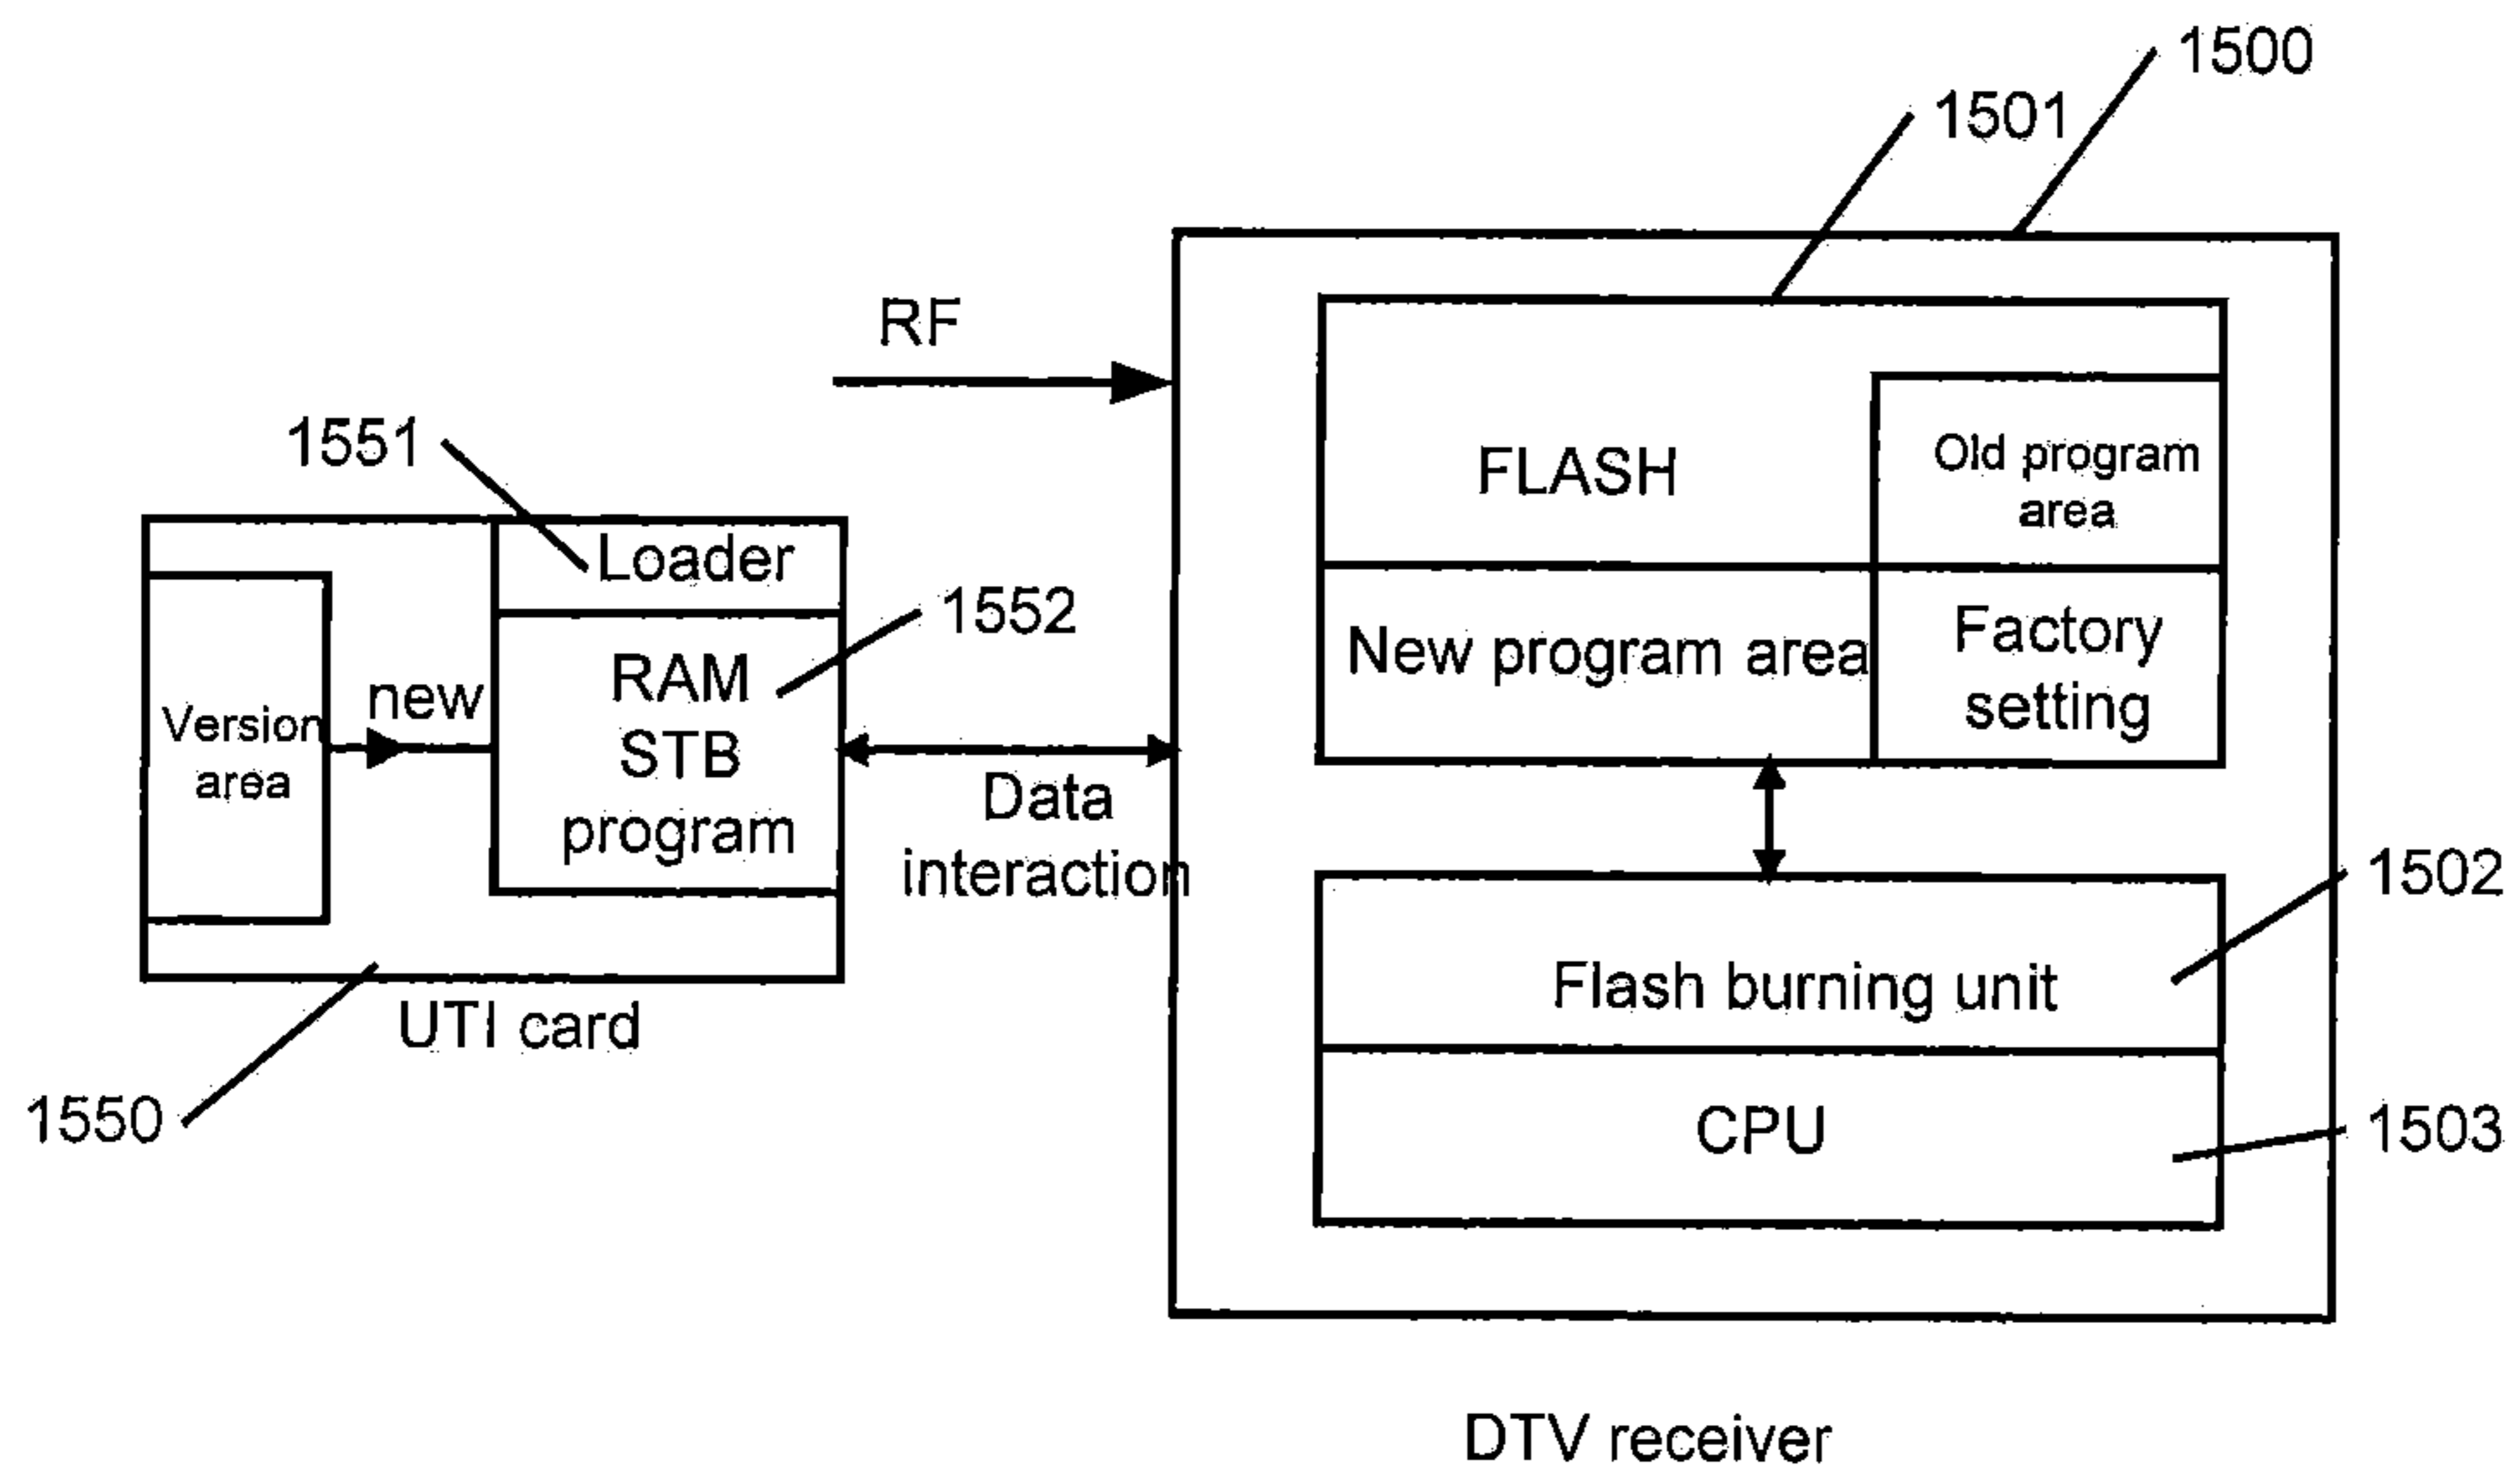 1500
1501
RF
1551
FLASH
Old program
area
Loader
1552
New program area
Factory
setting
Version
area
new
RAM
STB
program
Data
interaction
1502
Flash burning unit
UTI card
1550
CPU
1503
DTV receiver